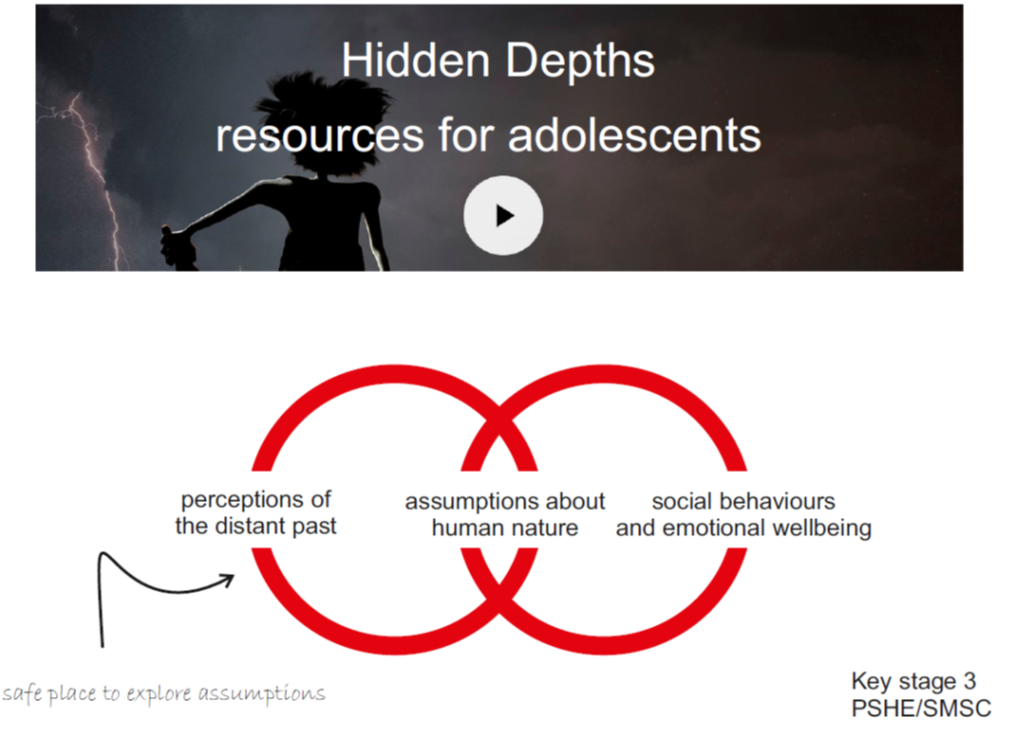 Hidden Depths
resources for adolescents
perceptions of
the distant past
assumptions about
human nature
social behaviours
and emotional wellbeing
safe place to explore assumptions
Key stage 3
PSHE/SMSC